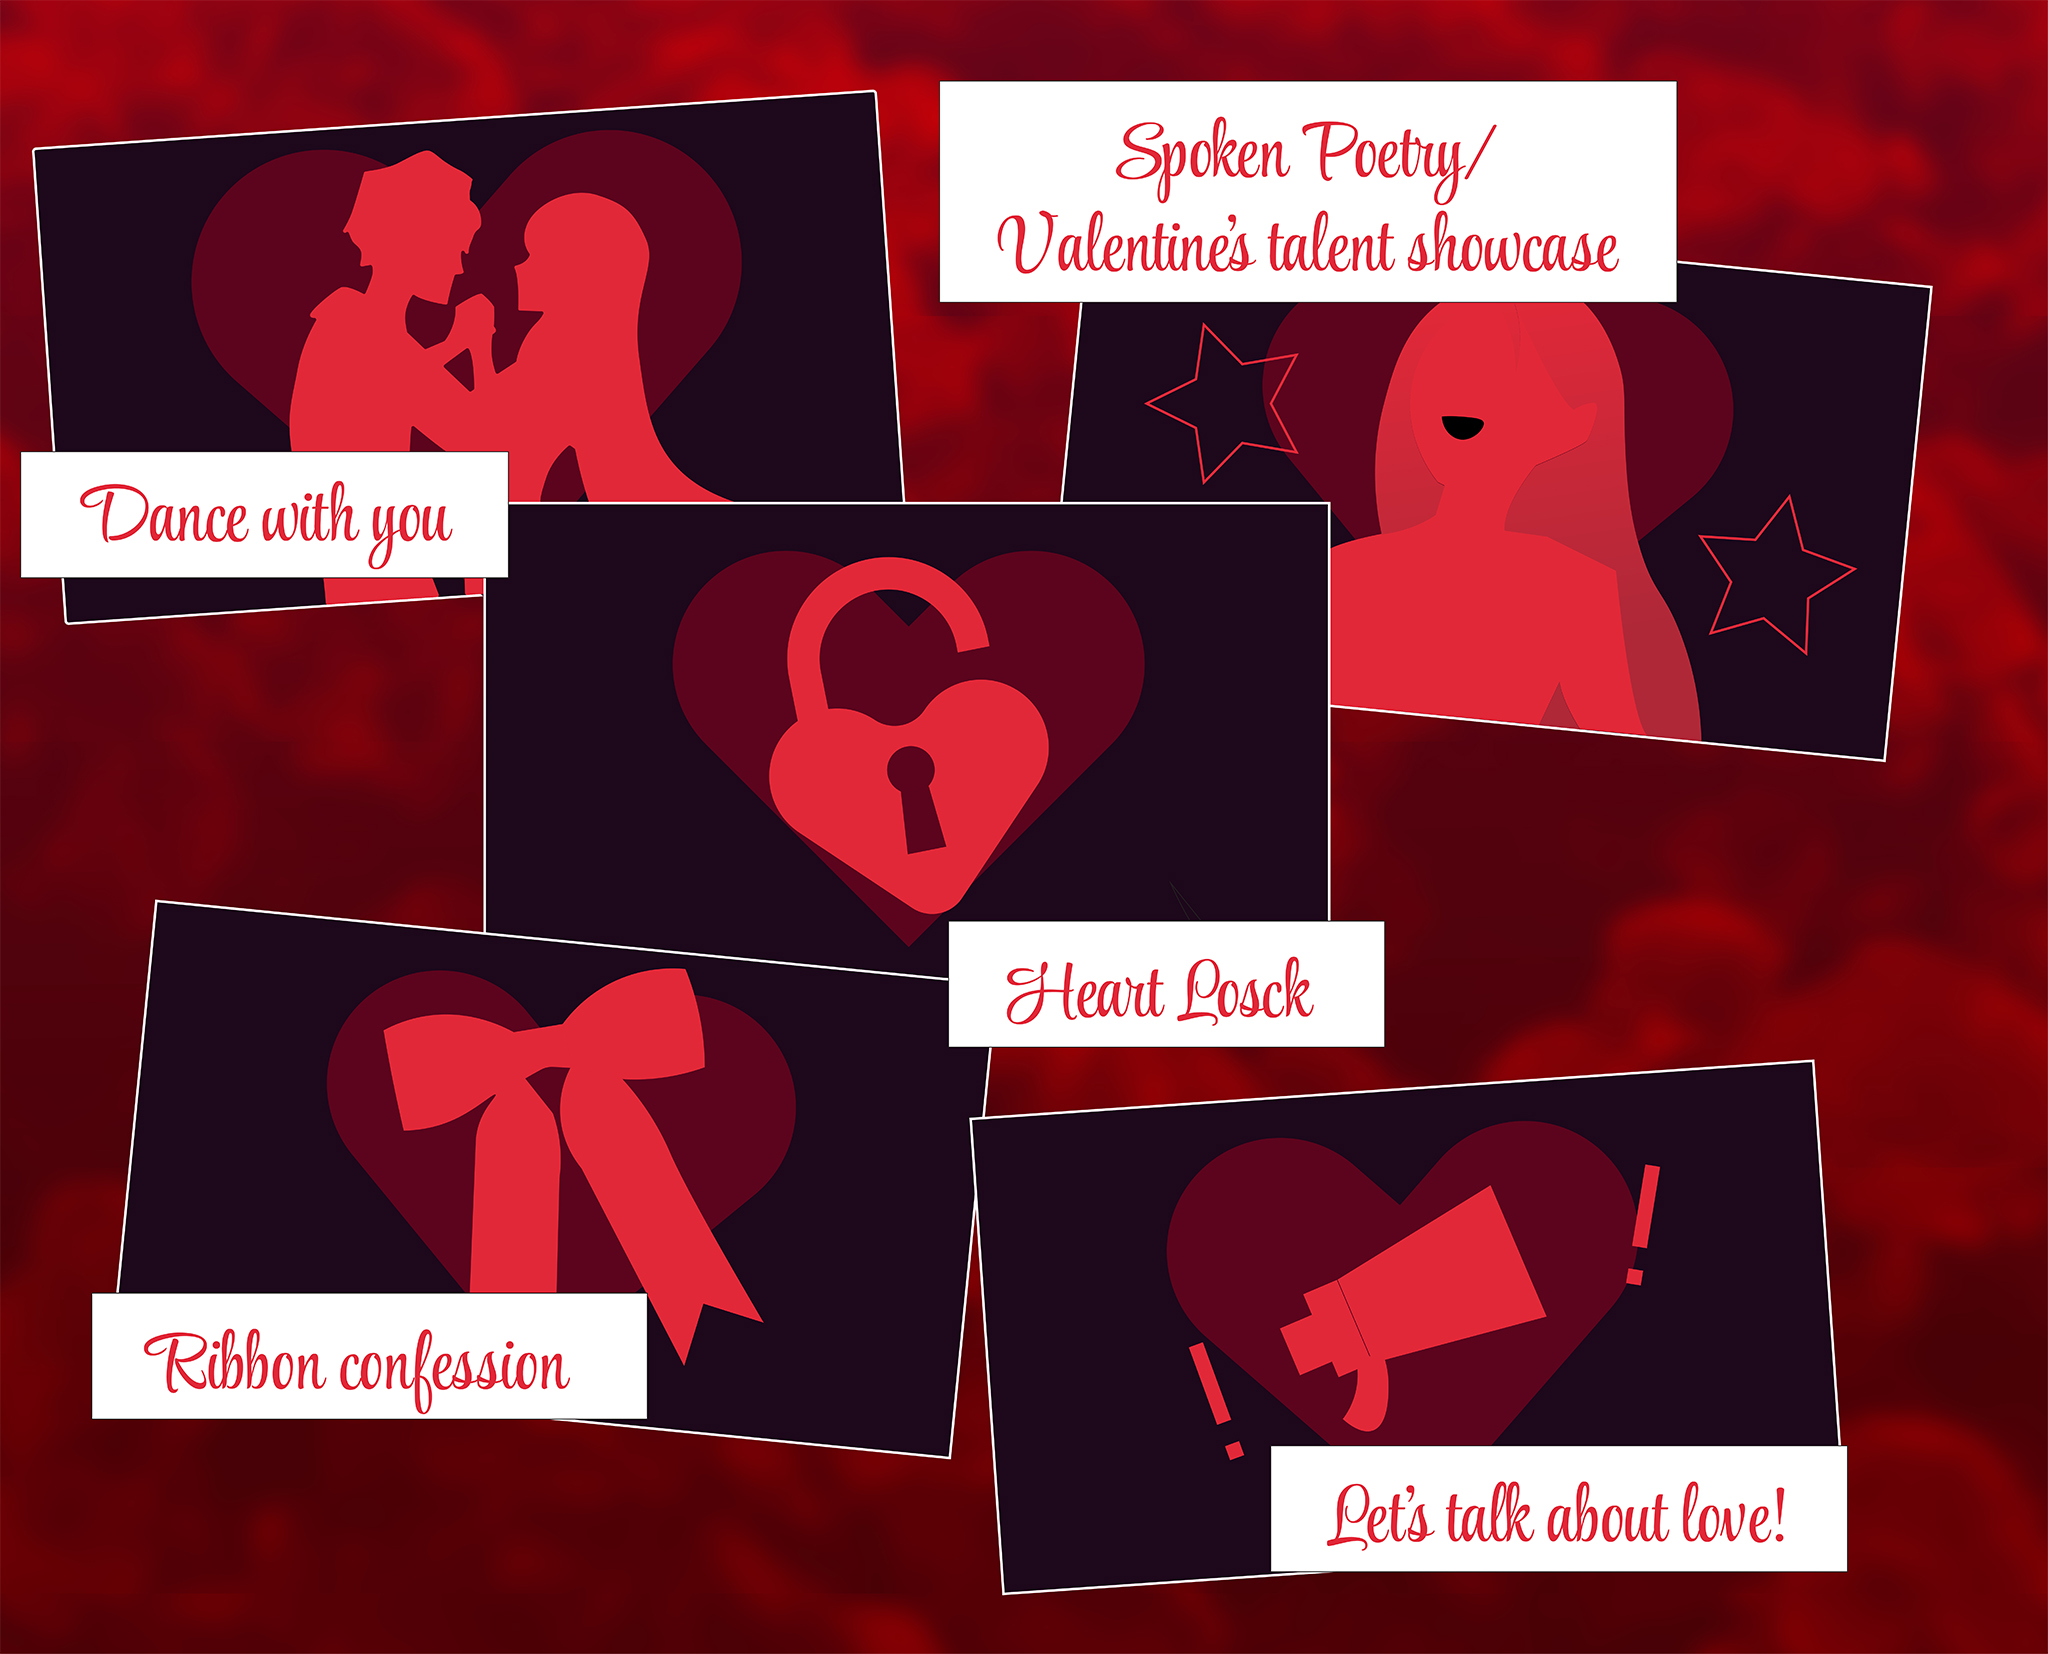 Spoken Poetry/
Valentine's talent showcase
Dance with you
Heart Losck
Ribbon confession
Let's talk about love!